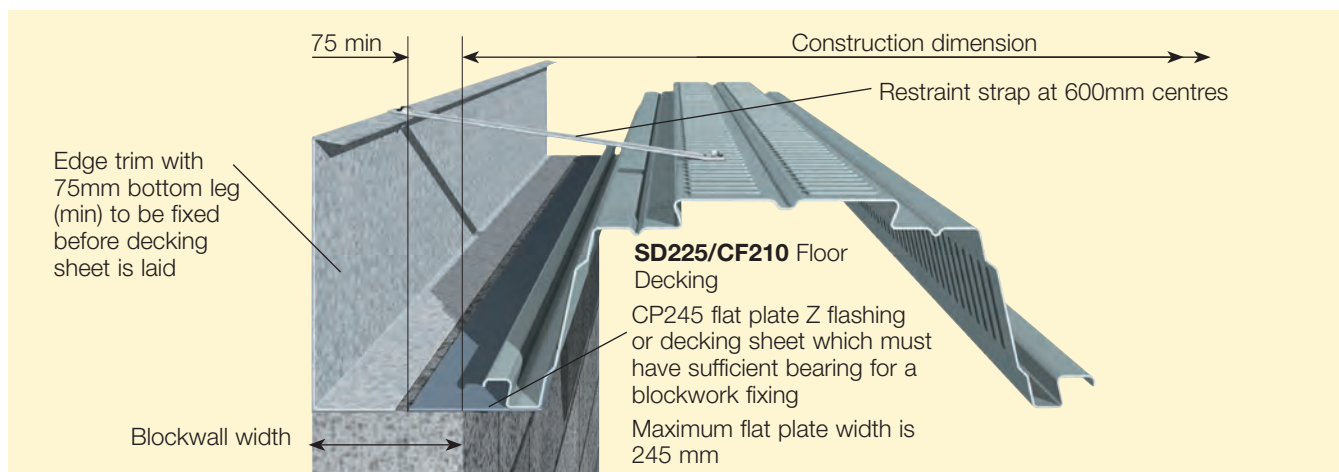 75 min
Construction dimension
Restraint strap at 600mm centres
Edge trim with
75mm bottom leg
(min) to be fixed
before decking
sheet is laid
SD225/CF210 Floor
Decking
CP245 flat plate Z flashing
or decking sheet which must
have sufficient bearing for a
blockwork fixing
Maximum flat plate width is
245 mm
Blockwall width